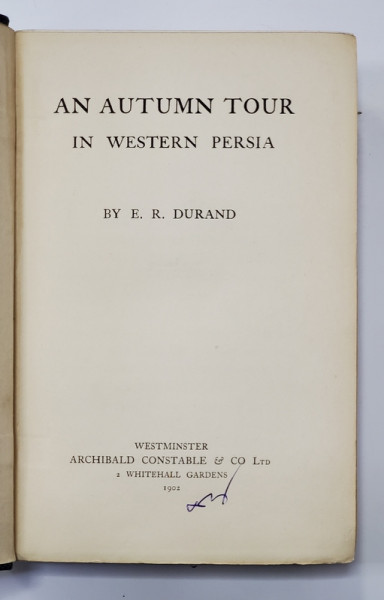 AN AUTUMN TOUR
IN WESTERN PERSIA
BY E. R. DURAND
WESTMINSTER
ARCHIBALD CONSTABLE & CO LTD
2 WHITEHALL GARDENS
1902